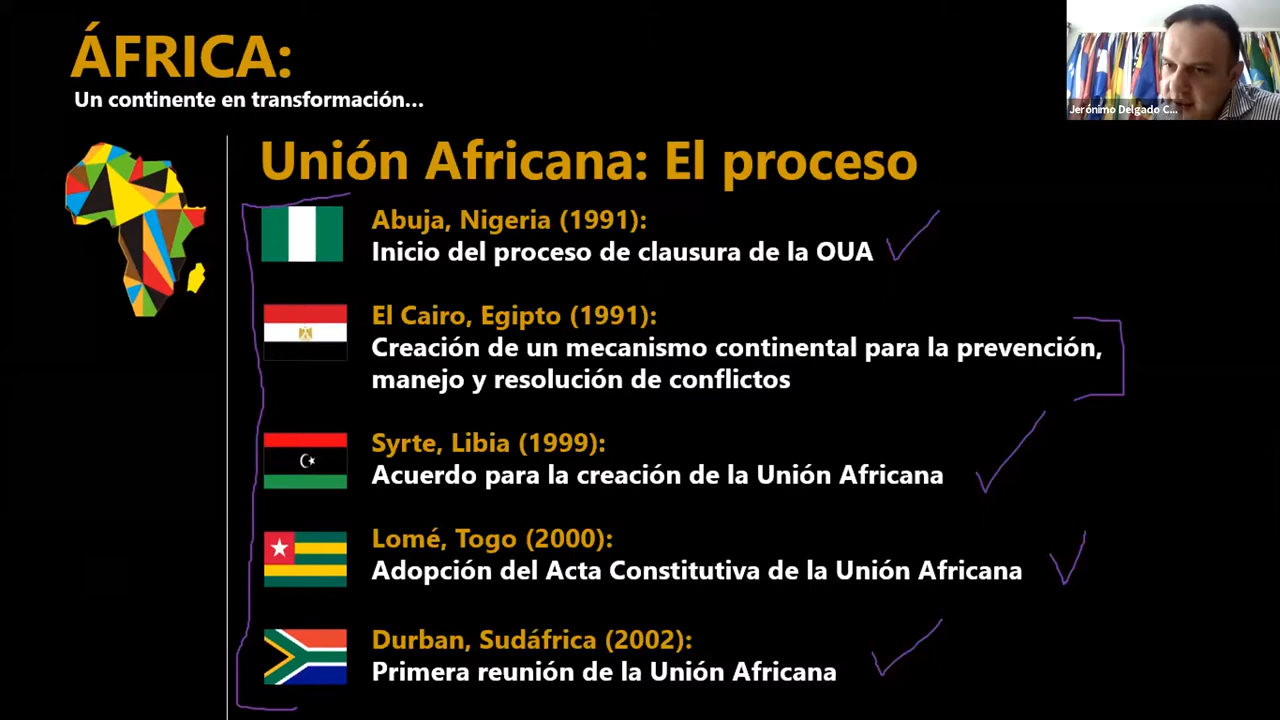 ÁFRICA:
Un continente en transformación...
Jerónimo Delgado C...
Unión Africana: El proceso
Abuja, Nigeria (1991):
Inicio del proceso de clausura de la OUA
El Cairo, Egipto (1991):
Creación de un mecanismo continental para la prevención,
manejo y resolución de conflictos
Syrte, Libia (1999):
Acuerdo para la creación de la Unión Africana
Lomé, Togo (2000):
Adopción del Acta Constitutiva de la Unión Africana
Durban, Sudáfrica (2002):
Primera reunión de la Unión Africana